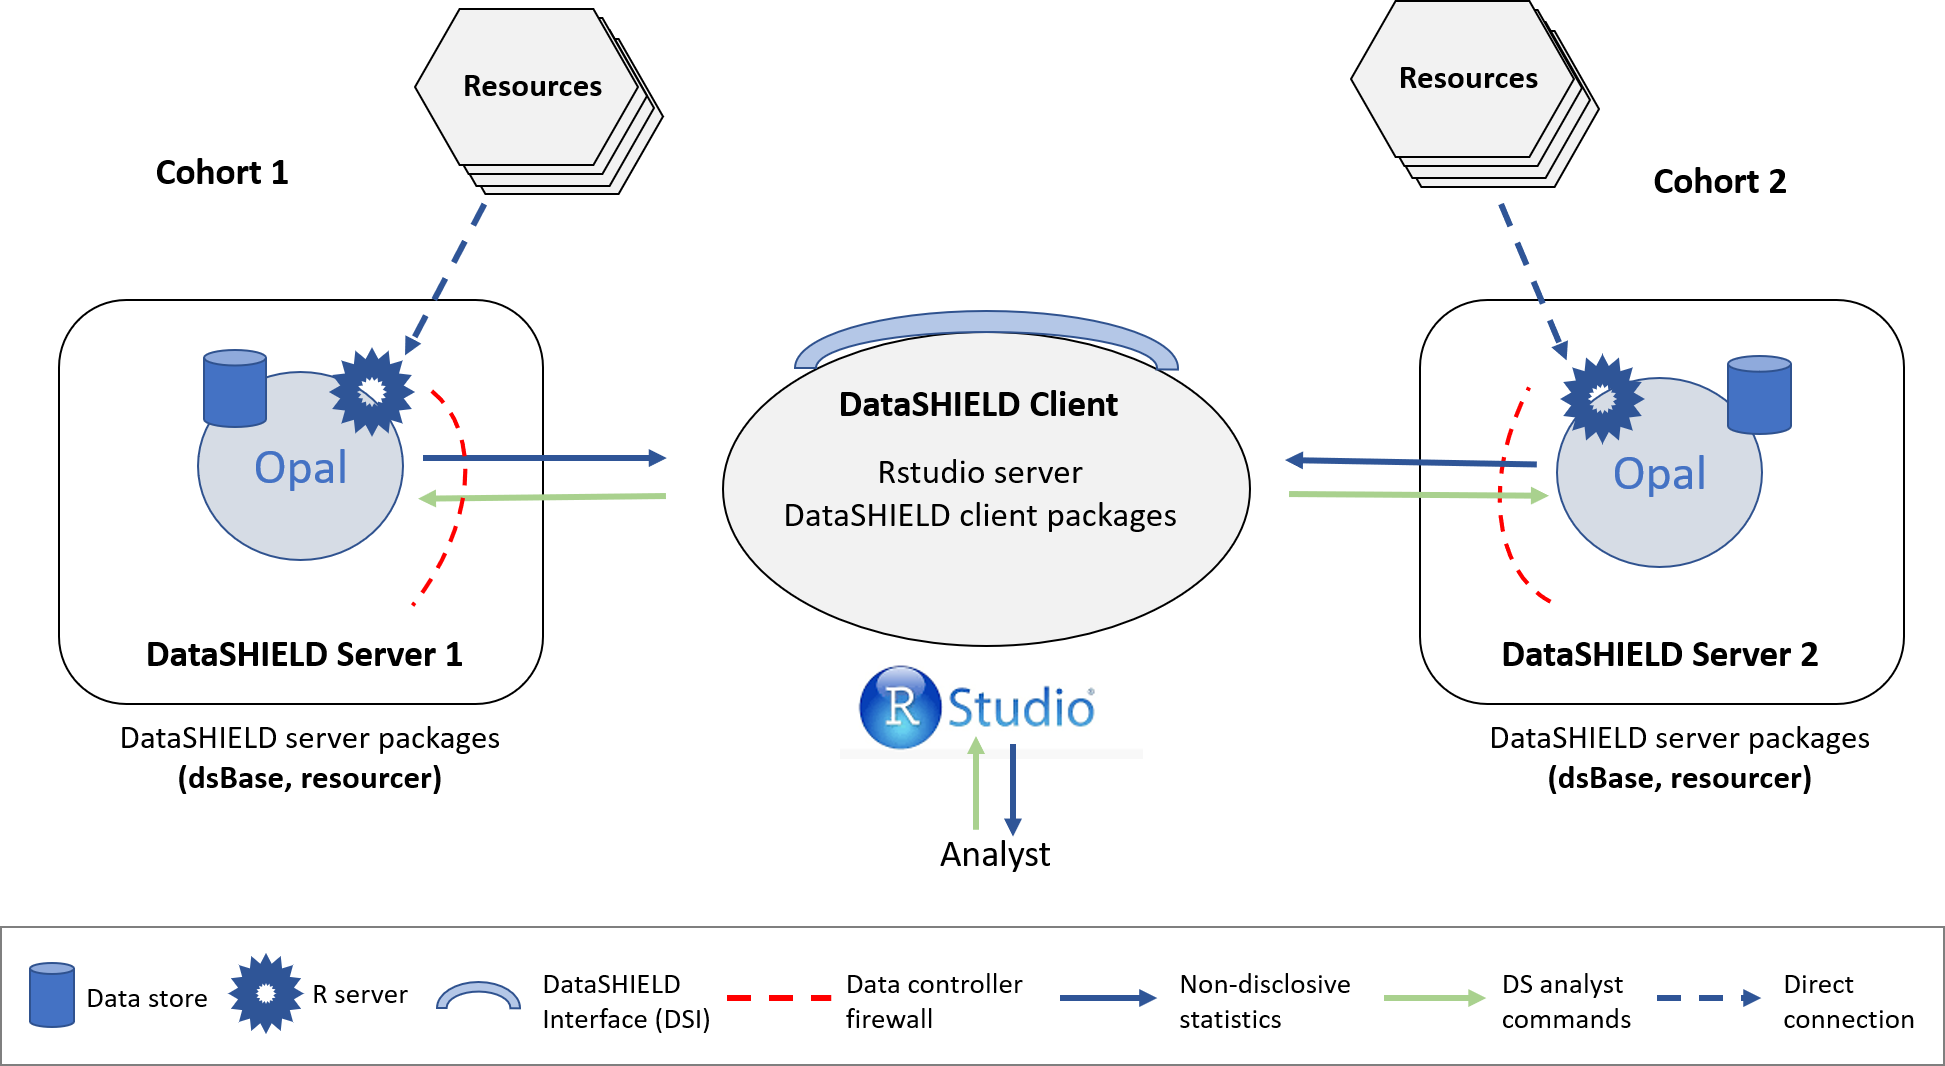 Resources
Resources
Cohort 1
Cohort 2
DataSHIELD Client
Rstudio server
DataSHIELD client packages
Opal
Opal
DataSHIELD Server 1
DataSHIELD Server 2
R Studio®
DataSHIELD server packages
(dsBase, resourcer)
DataSHIELD server packages
(dsBase, resourcer)
Analyst
Data store
R server
DataSHIELD
Interface (DSI)
Data controller
firewall
Non-disclosive
statistics
DS analyst
commands
Direct
connection